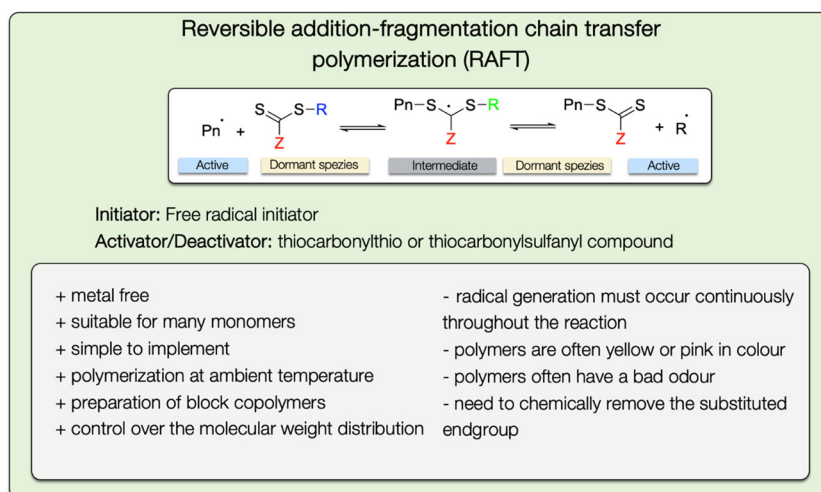 Reversible addition-fragmentation chain transfer
polymerization (RAFT)
Pn· + S S–R Z Pn–S · S–R Z Pn–S S Z + R·
Active Dormant spezies Intermediate Dormant spezies Active
Initiator: Free radical initiator
Activator/Deactivator: thiocarbonylthio or thiocarbonylsulfanyl compound
+ metal free
+ suitable for many monomers
+ simple to implement
+ polymerization at ambient temperature
+ preparation of block copolymers
+ control over the molecular weight distribution
- radical generation must occur continuously
throughout the reaction
- polymers are often yellow or pink in colour
- polymers often have a bad odour
- need to chemically remove the substituted
endgroup